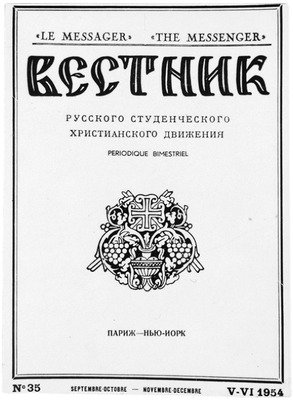 «LE MESSAGER» «THE MESSENGER»
ВЕСТНИК
РУССКОГО СТУДЕНЧЕСКОГО
ХРИСТИАНСКОГО ДВИЖЕНИЯ
PERIODIQUE BIMESTRIEL
ПАРИЖ—НЬЮ-ИОРК
№ 35 SEPTEMBRE-OCTOBRE — NOVEMBRE-DECEMBRE V-VI 1954